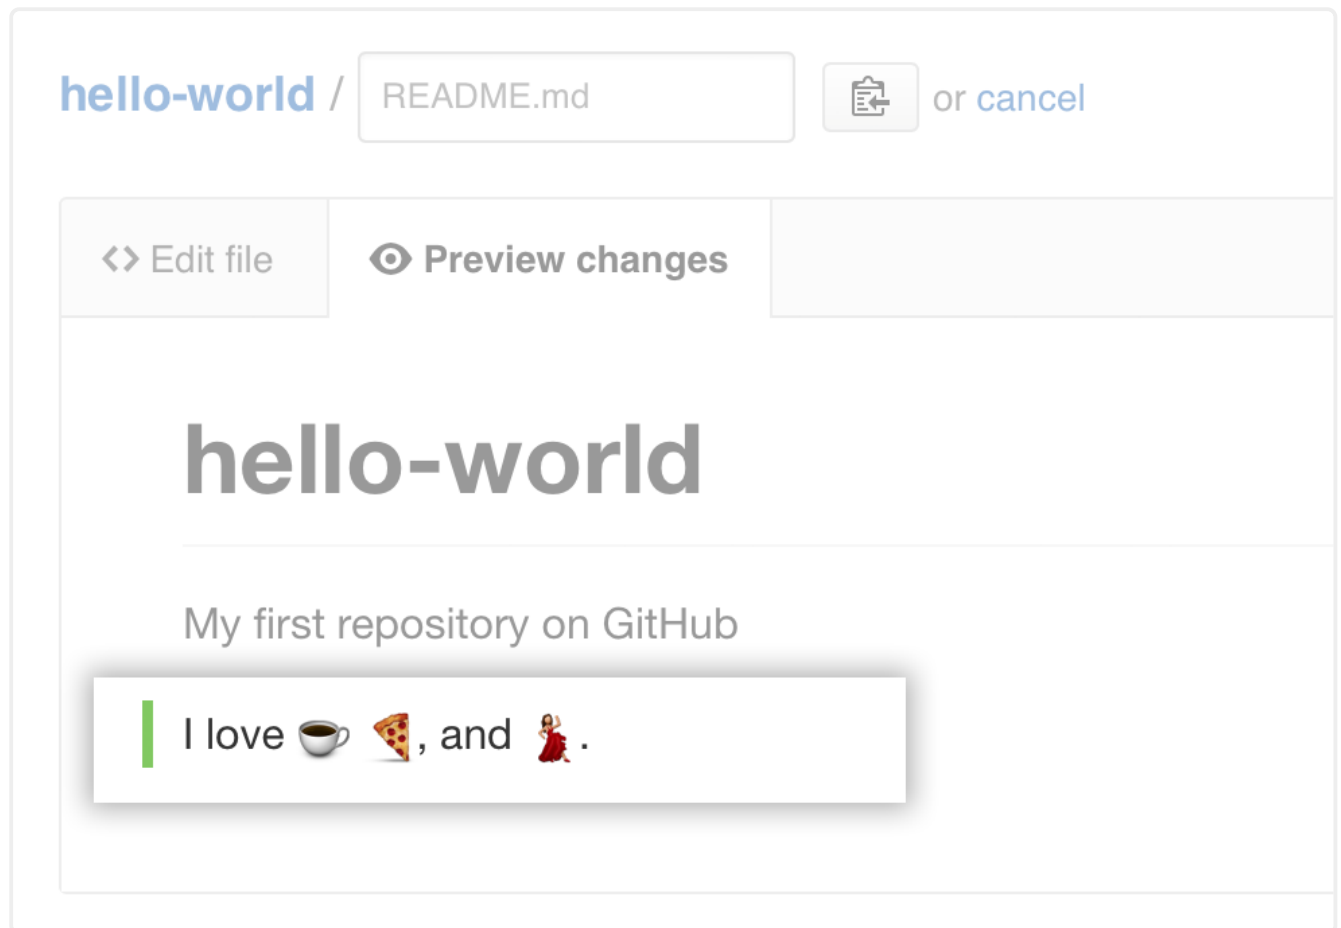 hello-world / README.md or cancel
<> Edit file Preview changes
hello-world
My first repository on GitHub
I love ☕ 🍕, and 💃.